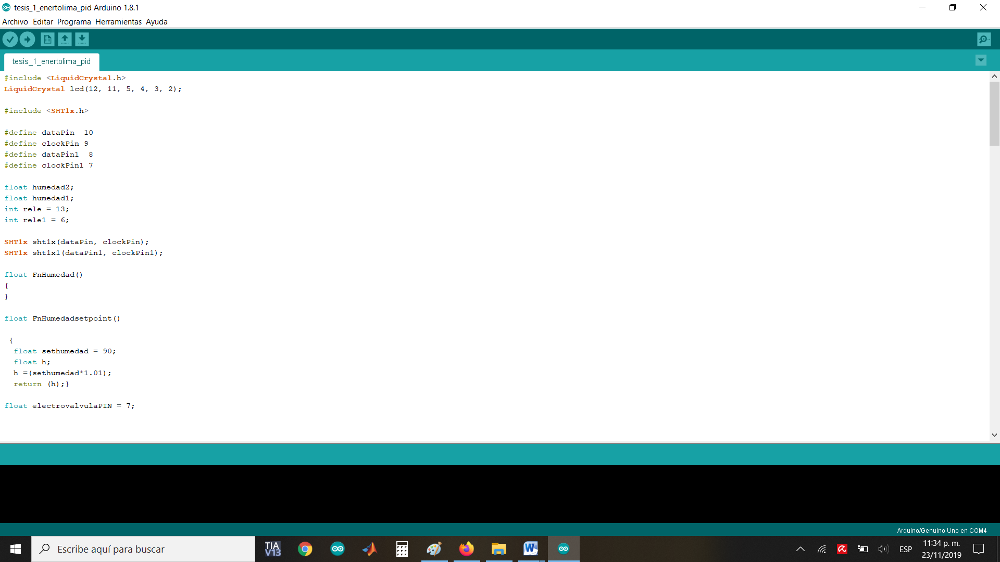 tesis_1_enertolima_pid Arduino 1.8.1
Archivo Editar Programa Herramientas Ayuda
tesis_1_enertolima_pid
#include <LiquidCrystal.h>
LiquidCrystal lcd(12, 11, 5, 4, 3, 2);
#include <SHT1x.h>
#define dataPin  10
#define clockPin 9
#define dataPin1  8
#define clockPin1 7
float humedad2;
float humedad1;
int rele = 13;
int rele1 = 6;
SHT1x sht1x(dataPin, clockPin);
SHT1x sht1x1(dataPin1, clockPin1);
float FnHumedad()
{
}
float FnHumedadsetpoint()
{
float sethumedad = 90;
float h;
h =(sethumedad*1.01);
return (h);}
float electrovalvulaPIN = 7;
Arduino/Genuino Uno en COM4
Escribe aquí para buscar
TIA
V13
ESP
11:34 p. m.
23/11/2019